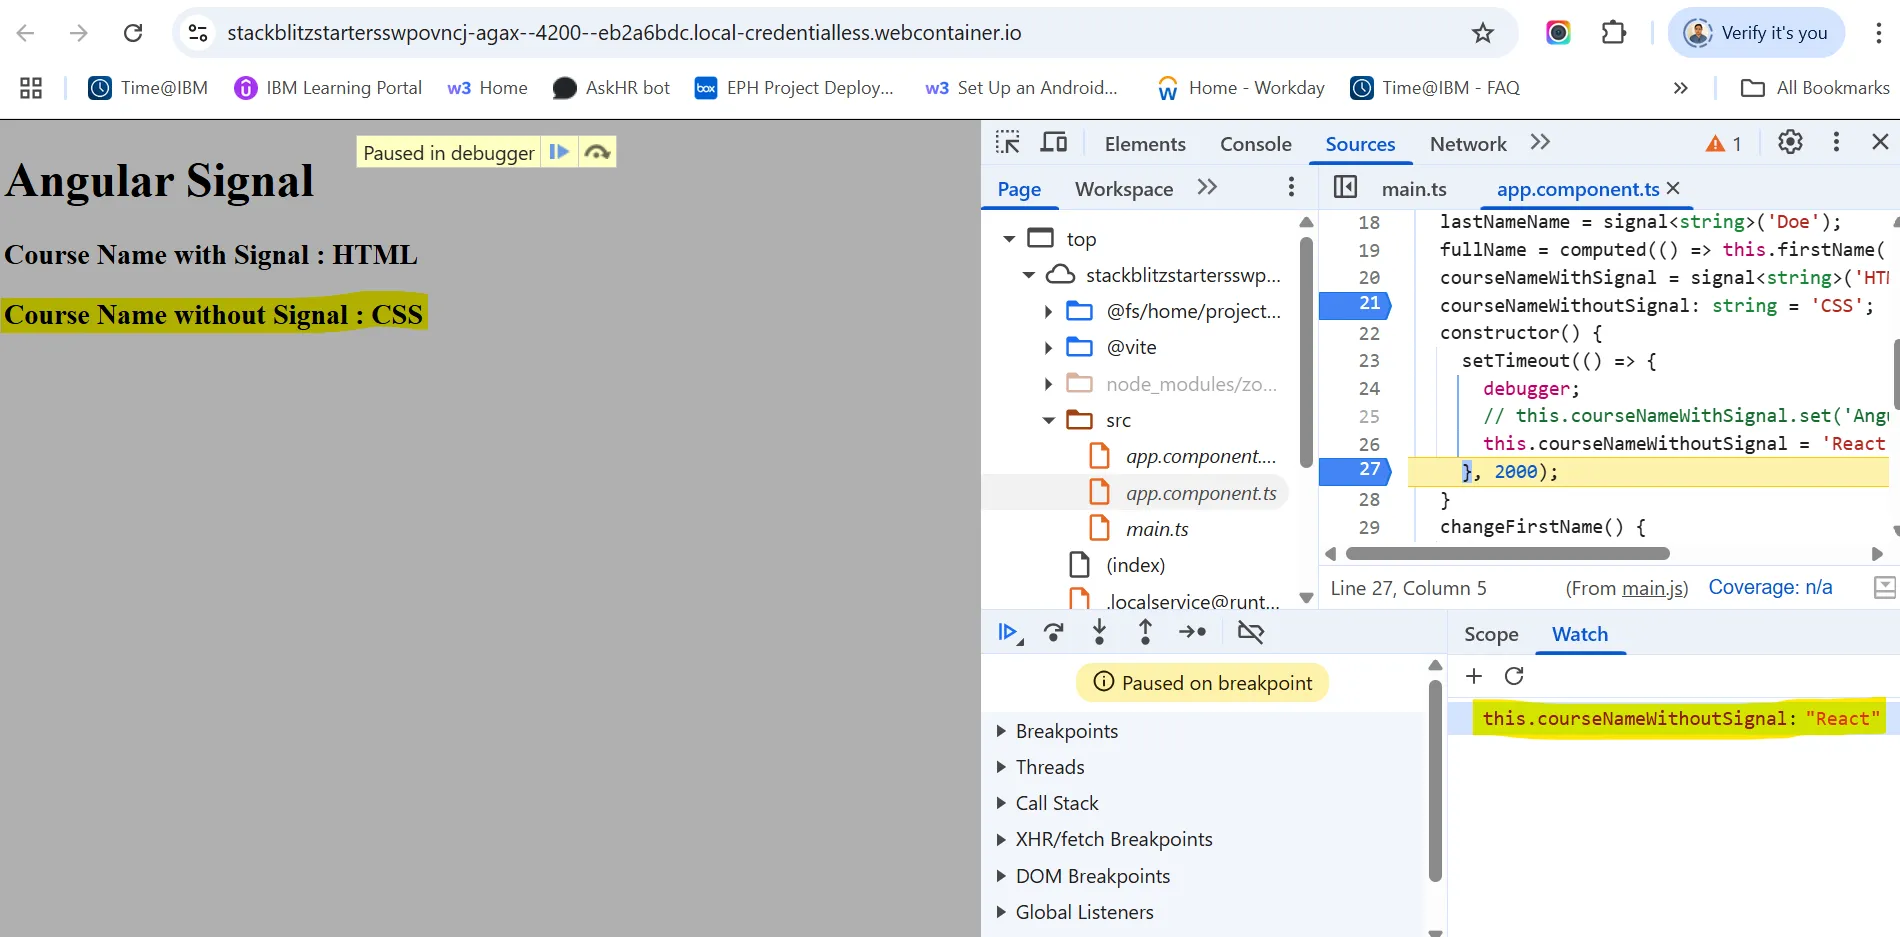 stackblitzstartersswpovncj-agax--4200--eb2a6bdc.local-credentialless.webcontainer.io
Verify it's you
Time@IBM
IBM Learning Portal
w3 Home
AskHR bot
box EPH Project Deploy...
w3 Set Up an Android...
Home - Workday
Time@IBM - FAQ
All Bookmarks
Paused in debugger
Angular Signal
Course Name with Signal : HTML
Course Name without Signal : CSS
Elements
Console
Sources
Network
1
Page
Workspace
main.ts
app.component.ts
top
stackblitzstartersswp...
@fs/home/project...
@vite
node_modules/zo...
src
app.component....
app.component.ts
main.ts
(index)
.localservice@runt...
18 lastNameName = signal<string>('Doe');
19 fullName = computed(() => this.firstName(
20 courseNameWithSignal = signal<string>('HTM
21 courseNameWithoutSignal: string = 'CSS';
22 constructor() {
23 setTimeout(() => {
24 debugger;
25 // this.courseNameWithSignal.set('Angu
26 this.courseNameWithoutSignal = 'React
27 }, 2000);
28 }
29 changeFirstName() {
Line 27, Column 5
(From main.js)
Coverage: n/a
Paused on breakpoint
Breakpoints
Threads
Call Stack
XHR/fetch Breakpoints
DOM Breakpoints
Global Listeners
Scope
Watch
this.courseNameWithoutSignal: "React"